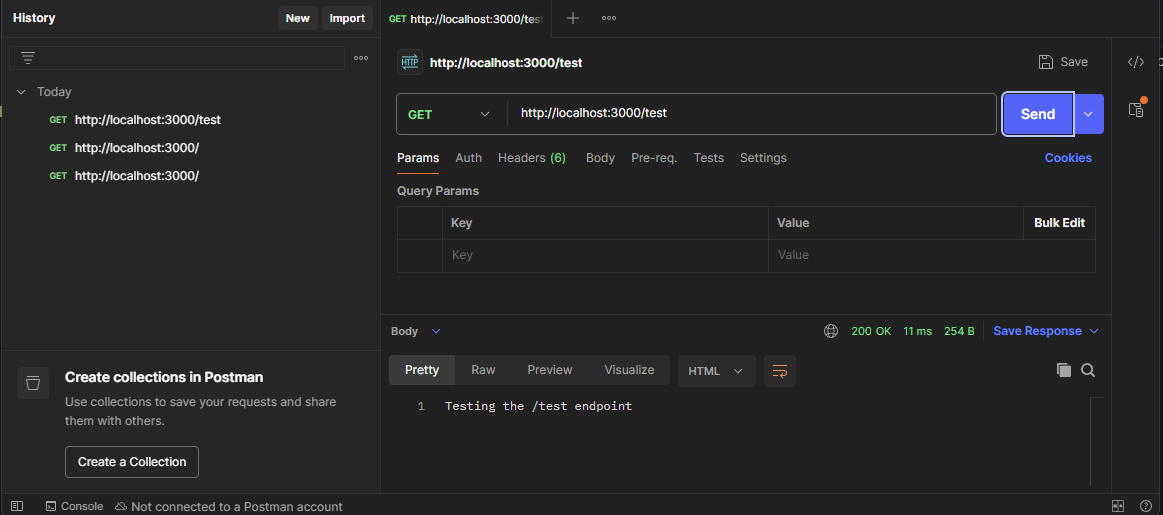 History
New
Import
Today
GET http://localhost:3000/test
GET http://localhost:3000/
GET http://localhost:3000/
Create collections in Postman
Use collections to save your requests and share
them with others.
Create a Collection
GET http://localhost:3000/tes
HTTP http://localhost:3000/test
Save
GET
http://localhost:3000/test
Send
Params Auth Headers (6) Body Pre-req. Tests Settings
Cookies
Query Params
Key Value Bulk Edit
Key Value
Body
200 OK 11 ms 254 B
Save Response
Pretty Raw Preview Visualize
HTML
1 Testing the /test endpoint
Console
Not connected to a Postman account